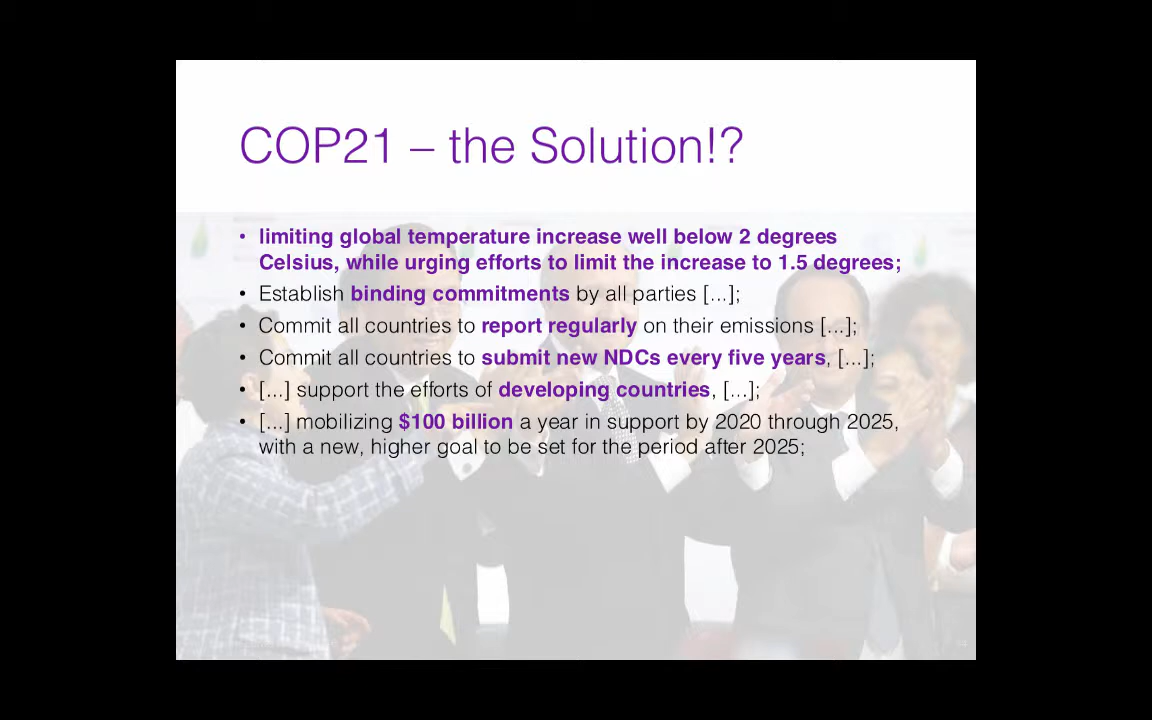 COP21 – the Solution!?
• limiting global temperature increase well below 2 degrees
Celsius, while urging efforts to limit the increase to 1.5 degrees;
• Establish binding commitments by all parties [...];
• Commit all countries to report regularly on their emissions [...];
• Commit all countries to submit new NDCs every five years, [...];
• [...] support the efforts of developing countries, [...];
• [...] mobilizing $100 billion a year in support by 2020 through 2025,
with a new, higher goal to be set for the period after 2025;